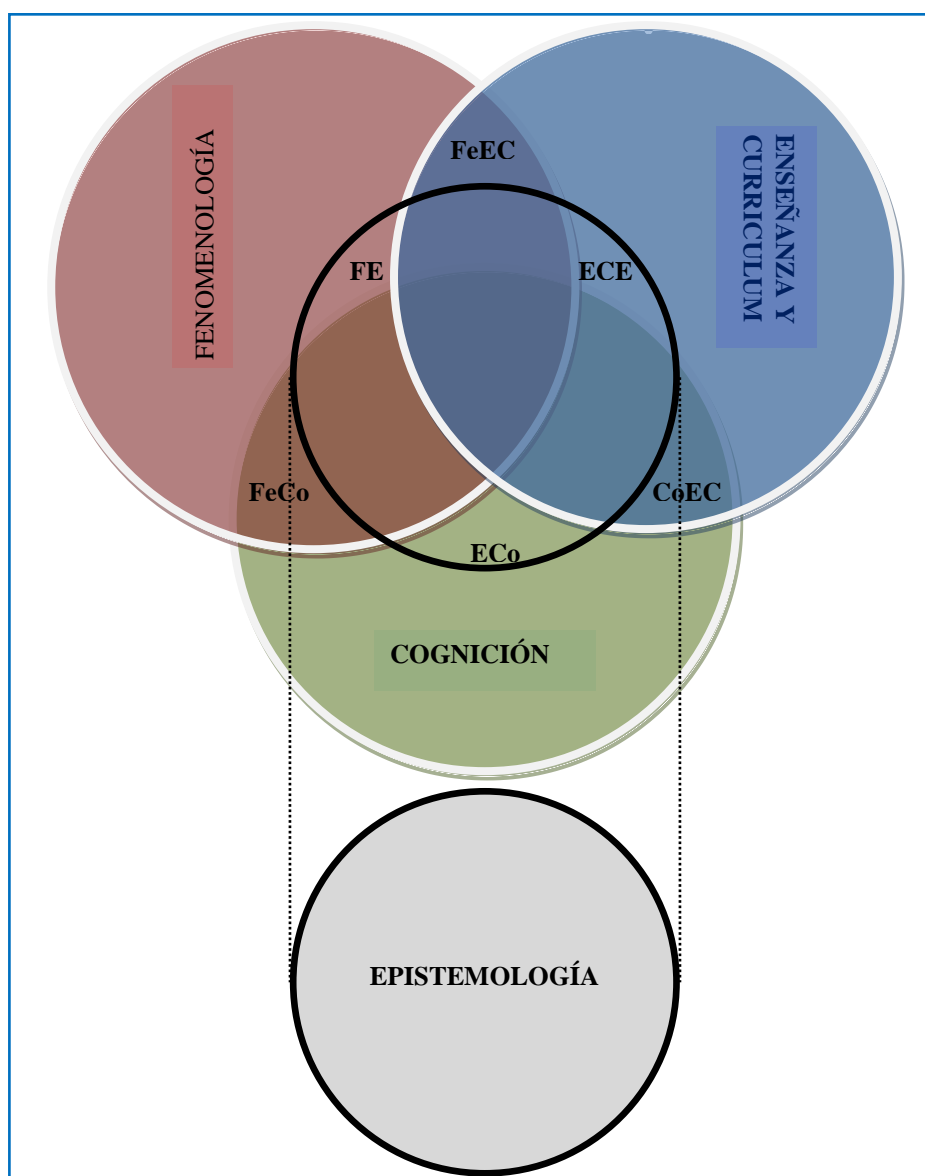 FENOMENOLOGÍA
ENSEÑANZA Y
CURRICULUM
FeEC
FE
ECE
FeCo
CoEC
ECo
COGNICIÓN
EPISTEMOLOGÍA